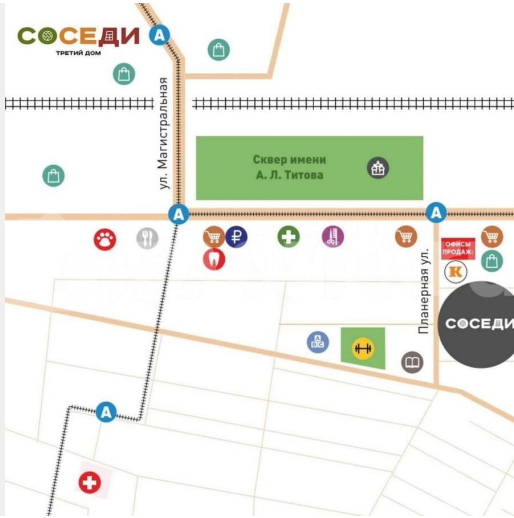 СОСЕДИ
ТРЕТИЙ ДОМ
А
ул. Магистральная
Сквер имени
А. Л. Титова
А
А
₽
Планерная ул.
ОФИСЫ
ПРОДАЖ:
К
СОСЕДИ
А